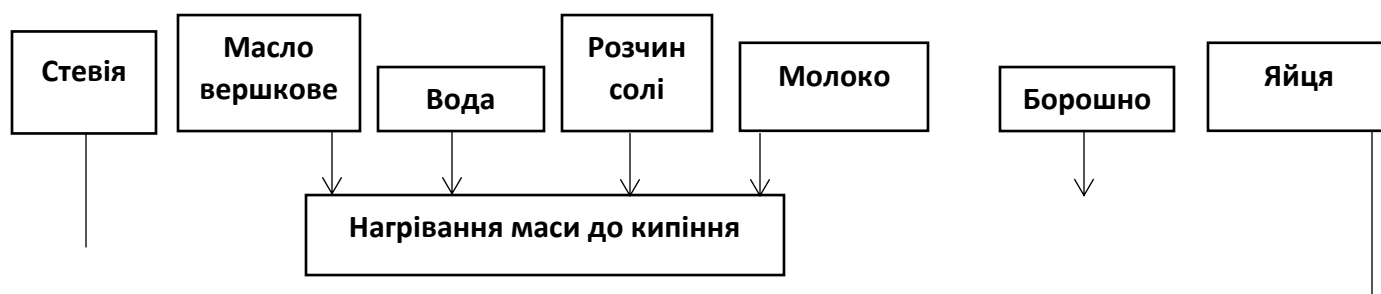 Стевія
Масло
вершкове
Вода
Розчин
солі
Молоко
Борошно
Яйця
Нагрівання маси до кипіння